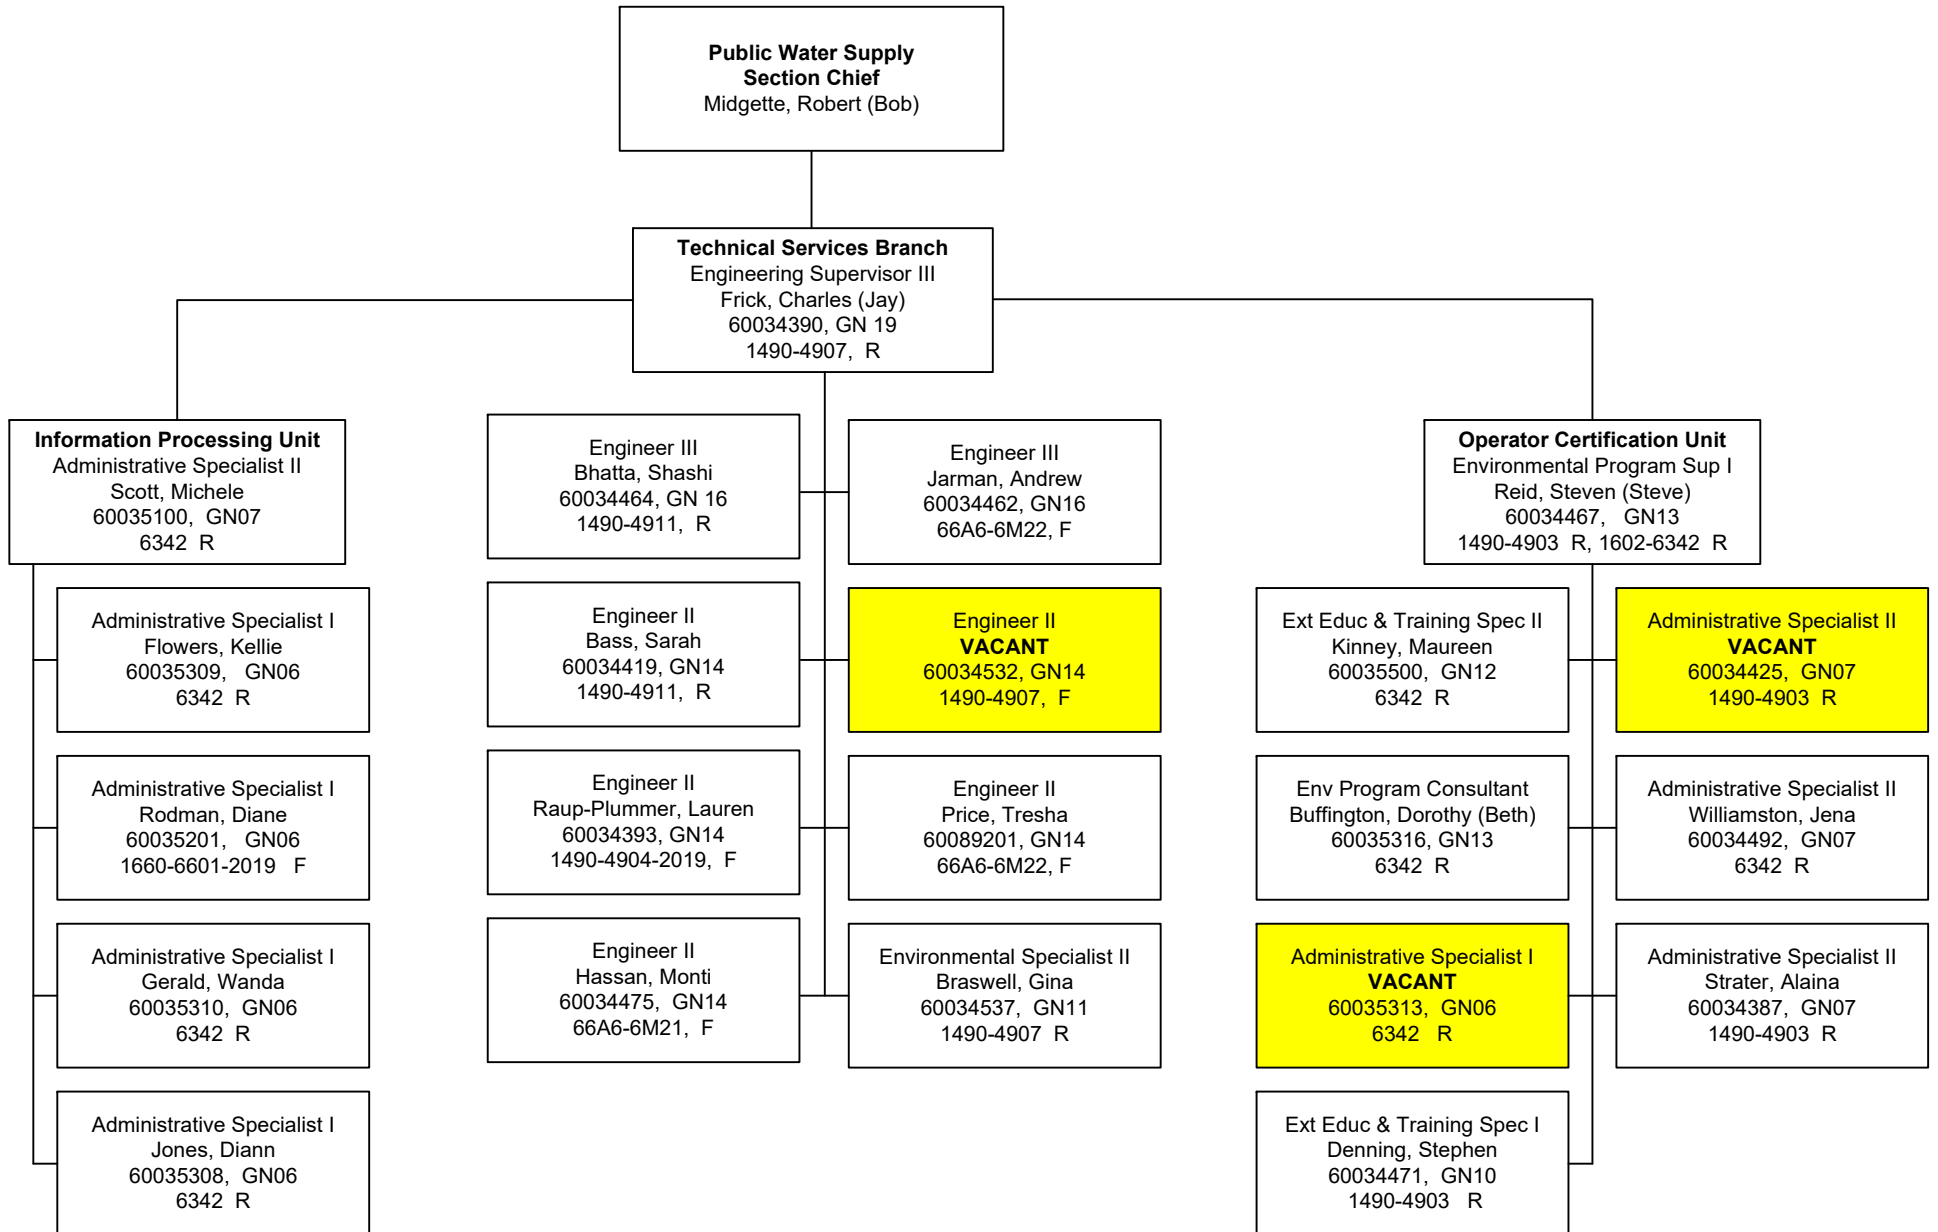 Public Water Supply
Section Chief
Midgette, Robert (Bob)
Technical Services Branch
Engineering Supervisor III
Frick, Charles (Jay)
60034390, GN 19
1490-4907, R
Information Processing Unit
Administrative Specialist II
Scott, Michele
60035100, GN07
6342 R
Administrative Specialist I
Flowers, Kellie
60035309, GN06
6342 R
Administrative Specialist I
Rodman, Diane
60035201, GN06
1660-6601-2019 F
Administrative Specialist I
Gerald, Wanda
60035310, GN06
6342 R
Administrative Specialist I
Jones, Diann
60035308, GN06
6342 R
Engineer III
Bhatta, Shashi
60034464, GN 16
1490-4911, R
Engineer III
Jarman, Andrew
60034462, GN16
66A6-6M22, F
Engineer II
Bass, Sarah
60034419, GN14
1490-4911, R
Engineer II
VACANT
60034532, GN14
1490-4907, F
Engineer II
Raup-Plummer, Lauren
60034393, GN14
1490-4904-2019, F
Engineer II
Price, Tresha
60089201, GN14
66A6-6M22, F
Engineer II
Hassan, Monti
60034475, GN14
66A6-6M21, F
Environmental Specialist II
Braswell, Gina
60034537, GN11
1490-4907 R
Operator Certification Unit
Environmental Program Sup I
Reid, Steven (Steve)
60034467, GN13
1490-4903 R, 1602-6342 R
Ext Educ & Training Spec II
Kinney, Maureen
60035500, GN12
6342 R
Administrative Specialist II
VACANT
60034425, GN07
1490-4903 R
Env Program Consultant
Buffington, Dorothy (Beth)
60035316, GN13
6342 R
Administrative Specialist II
Williamston, Jena
60034492, GN07
6342 R
Administrative Specialist I
VACANT
60035313, GN06
6342 R
Administrative Specialist II
Strater, Alaina
60034387, GN07
1490-4903 R
Ext Educ & Training Spec I
Denning, Stephen
60034471, GN10
1490-4903 R